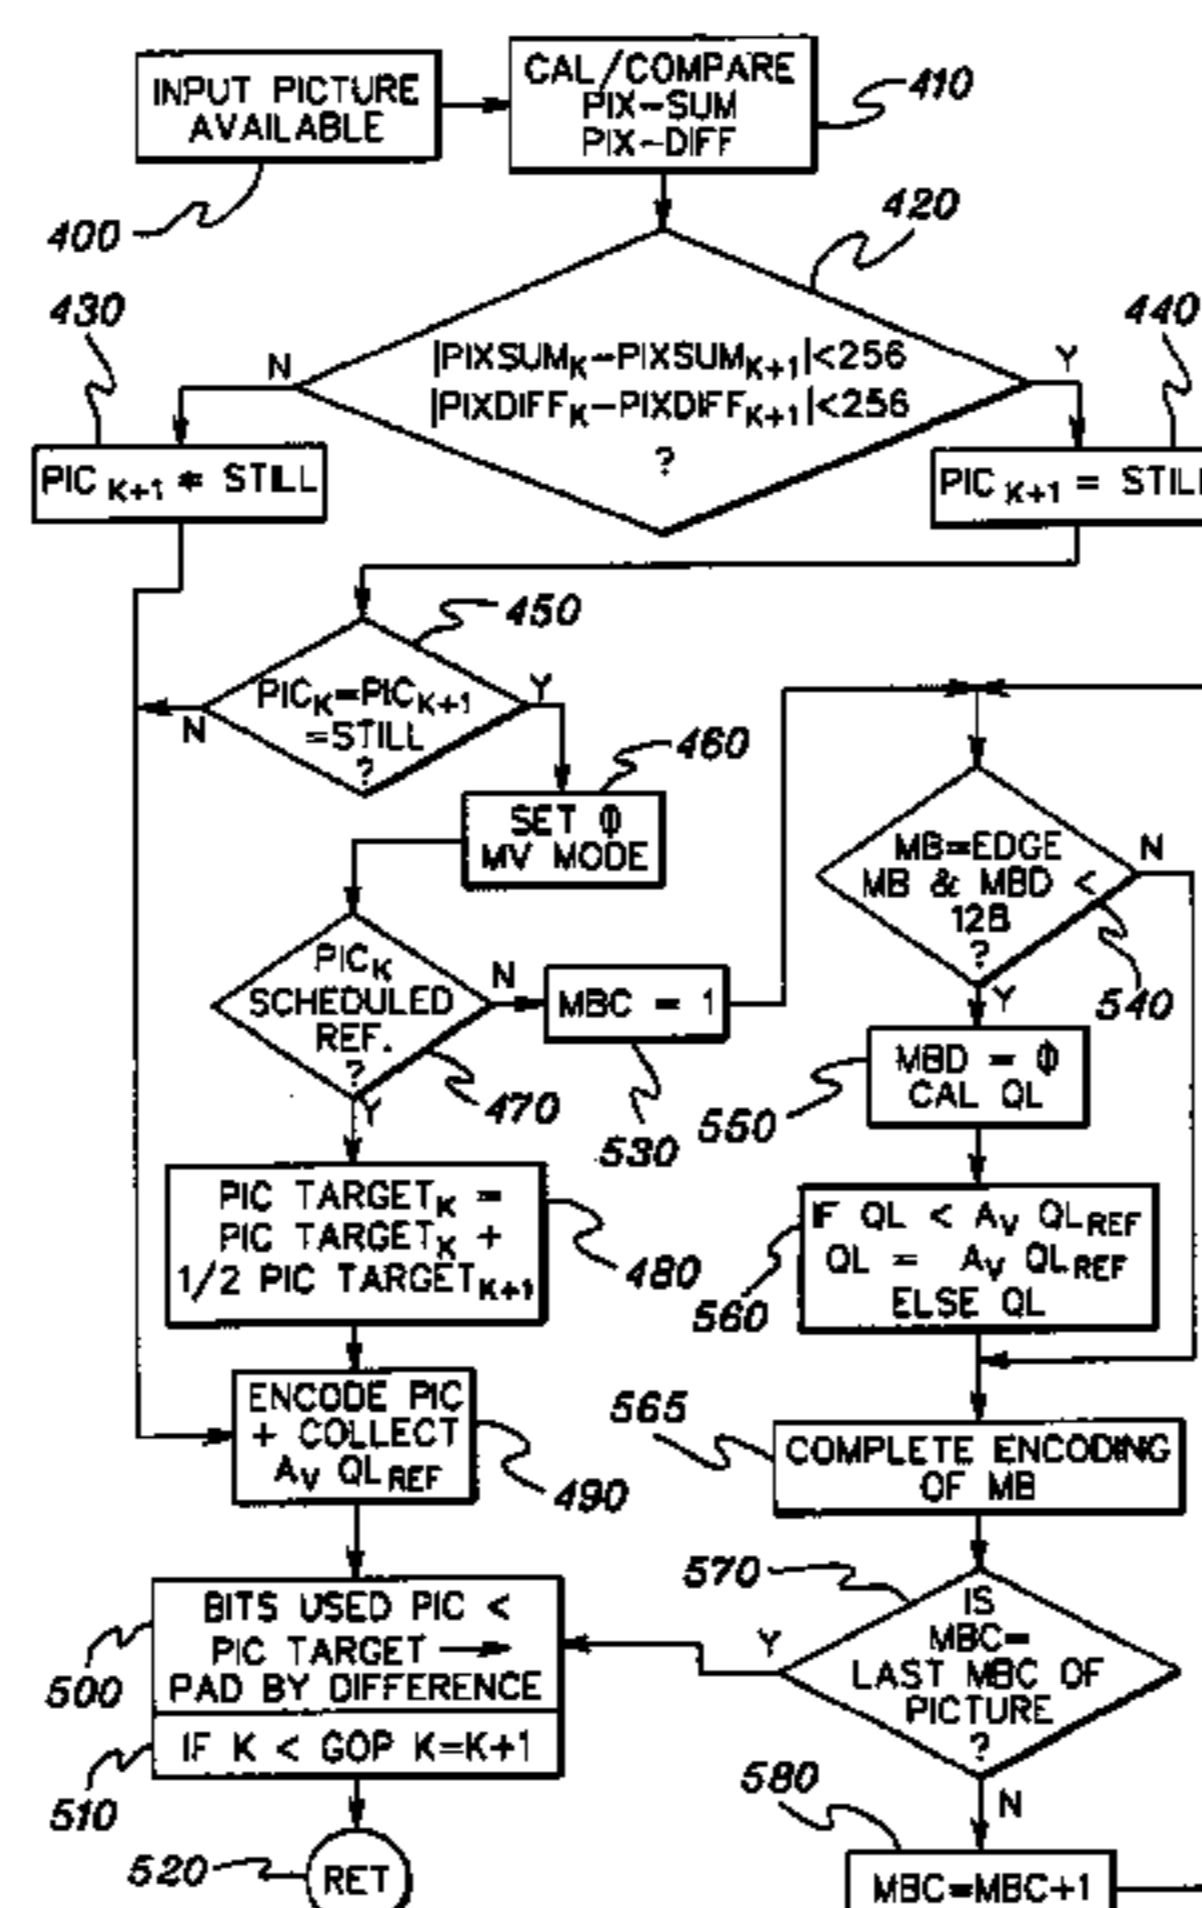 INPUT PICTURE
AVAILABLE
400
CAL/COMPARE
PIX-SUM
PIX-DIFF
410
420
|PIXSUMK-PIXSUMK+1|<256
|PIXDIFFK-PIXDIFFK+1|<256
?
N
Y
430
PIC K+1 ≠ STILL
440
PIC K+1 = STILL
450
PICK=PICK+1
=STILL
?
N
Y
460
SET Φ
MV MODE
PICK
SCHEDULED
REF.
?
N
Y
470
MBC = 1
530
PIC TARGETK =
PIC TARGETK +
1/2 PIC TARGETK+1
480
ENCODE PIC
+ COLLECT
AV QLREF
490
BITS USED PIC <
PIC TARGET →
PAD BY DIFFERENCE
500
IF K < GOP K=K+1
510
RET
520
MB=EDGE
MB & MBD <
128
?
N
Y
540
MBD = Φ
CAL QL
550
IF QL < AV QLREF
QL = AV QLREF
ELSE QL
560
COMPLETE ENCODING
OF MB
565
570
IS
MBC=
LAST MBC OF
PICTURE
?
Y
N
580
MBC=MBC+1